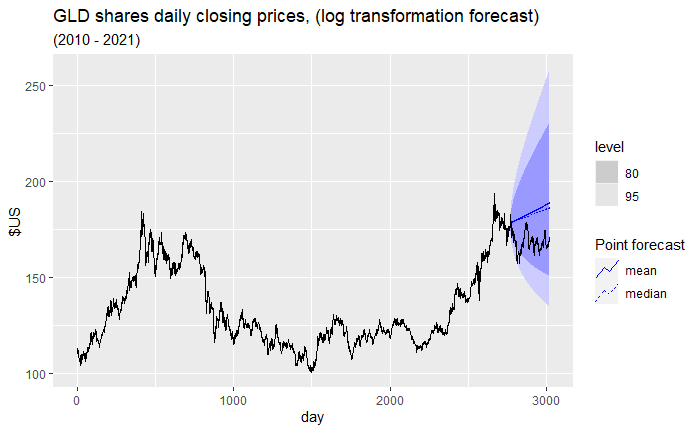 GLD shares daily closing prices, (log transformation forecast)
(2010 - 2021)
250
200
150
100
$US
0
1000
2000
3000
day
level
80
95
Point forecast
mean
median